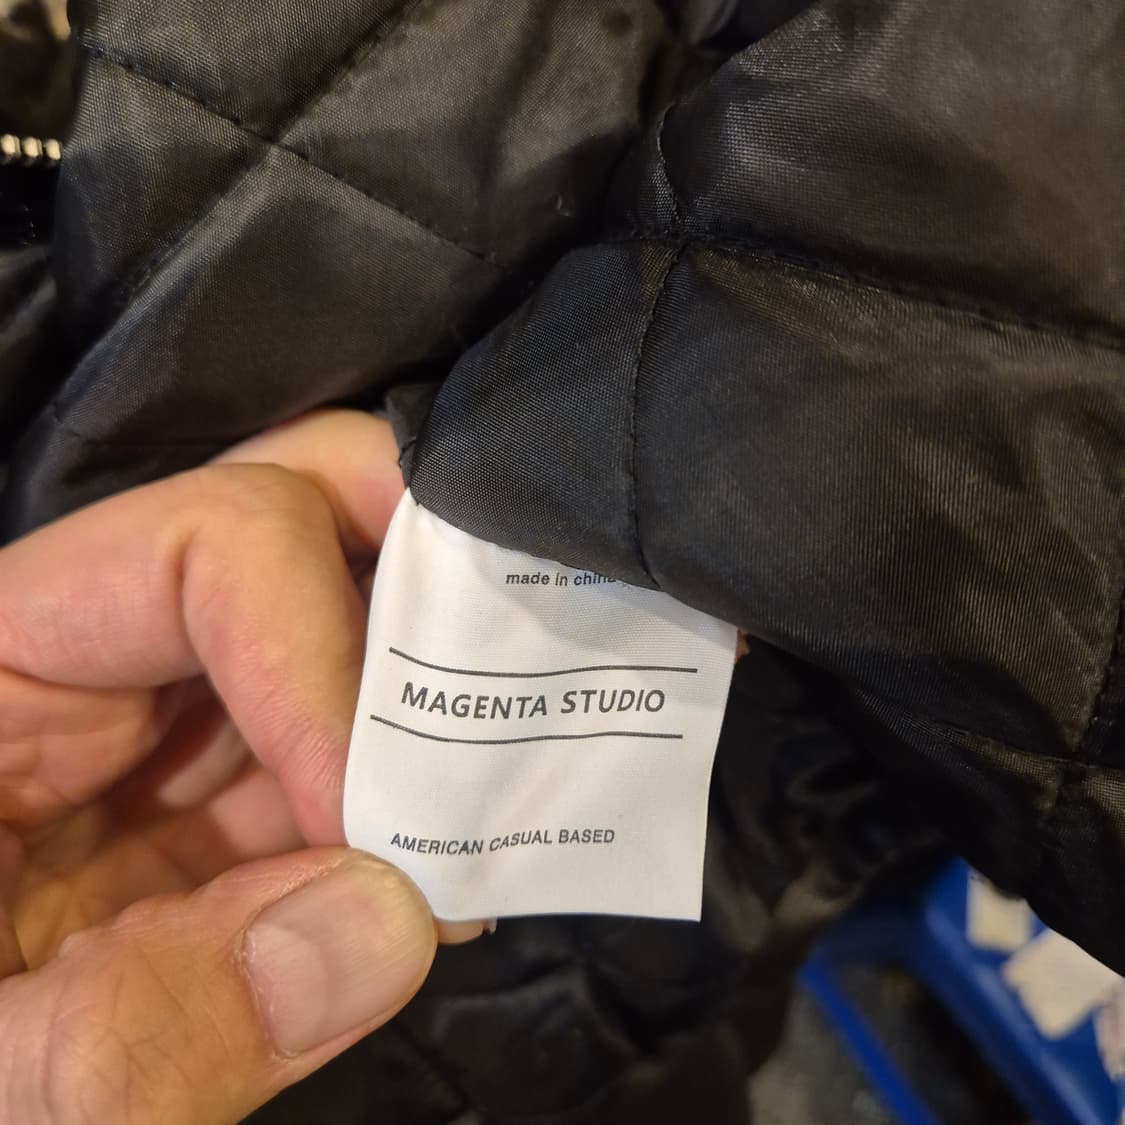 made in china
MAGENTA STUDIO
AMERICAN CASUAL BASED